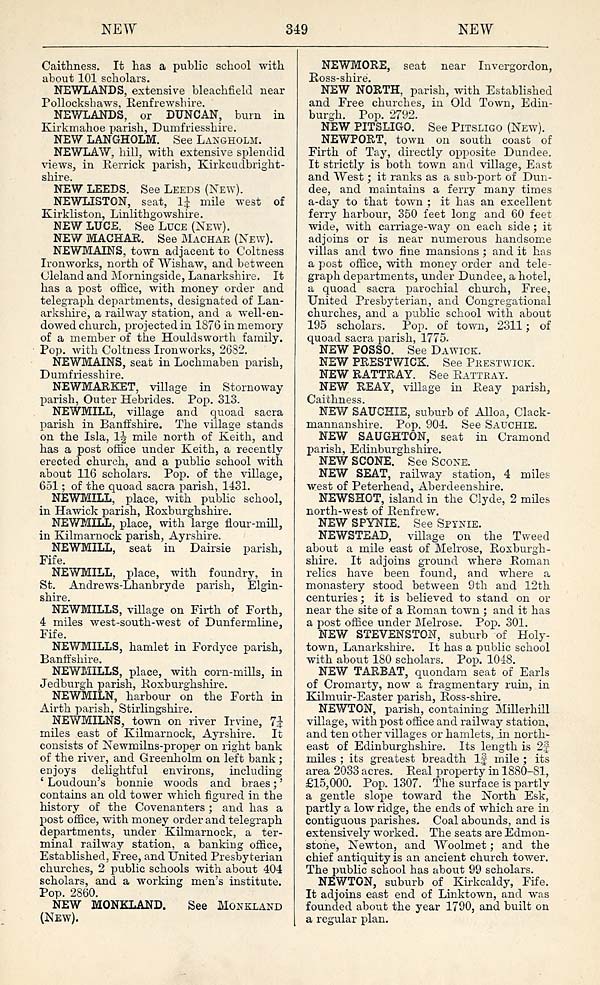 NEW 349 NEW
Caithness. It has a public school with
about 101 scholars.
NEWLANDS, extensive bleachfield near
Pollockshaws, Renfrewshire.
NEWLANDS, or DUNCAN, burn in
Kirkmahoe parish, Dumfriesshire.
NEW LANGHOLM. See LANGHOLM.
NEWLAW, hill, with extensive splendid
views, in Rerrick parish, Kirkcudbright-
shire.
NEW LEEDS. See LEEDS (NEW).
NEWLISTON, seat, 1¼ mile west of
Kirkliston, Linlithgowshire.
NEW LUCE. See LUCE (NEW).
NEW MACHAR. See MACHAR (NEW).
NEWMAINS, town adjacent to Coltness
Ironworks, north of Wishaw, and between
Cleland and Morningside, Lanarkshire. It
has a post office, with money order and
telegraph departments, designated of Lan-
arkshire, a railway station, and a well-en-
dowed church, projected in 1876 in memory
of a member of the Houldsworth family.
Pop. with Coltness Ironworks, 2682.
NEWMAINS, seat in Lochmaben parish,
Dumfriesshire.
NEWMARKET, village in Stornoway
parish, Outer Hebrides. Pop. 313.
NEWMILL, village and quoad sacra
parish in Banffshire. The village stands
on the Isla, 1½ mile north of Keith, and
has a post office under Keith, a recently
erected church, and a public school with
about 116 scholars. Pop. of the village,
651; of the quoad sacra parish, 1431.
NEWMILL, place, with public school,
in Hawick parish, Roxburghshire.
NEWMILL, place, with large flour-mill,
in Kilmarnock parish, Ayrshire.
NEWMILL, seat in Dairsie parish,
Fife.
NEWMILL, place, with foundry, in
St. Andrews-Lhanbryde parish, Elgin-
shire.
NEWMILLS, village on Firth of Forth,
4 miles west-south-west of Dunfermline,
Fife.
NEWMILLS, hamlet in Fordyce parish,
Banffshire.
NEWMILLS, place, with corn-mills, in
Jedburgh parish, Roxburghshire.
NEWMILN, harbour on the Forth in
Airth parish, Stirlingshire.
NEWMILNS, town on river Irvine, 7¼
miles east of Kilmarnock, Ayrshire. It
consists of Newmilns-proper on right bank
of the river, and Greenholm on left bank;
enjoys delightful environs, including
'Loudoun's bonnie woods and braes;'
contains an old tower which figured in the
history of the Covenanters; and has a
post office, with money order and telegraph
departments, under Kilmarnock, a ter-
minal railway station, a banking office,
Established, Free, and United Presbyterian
churches, 2 public schools with about 404
scholars, and a working men's institute.
Pop. 2860.
NEW MONKLAND. See MONKLAND
(NEW).
NEWMORE, seat near Invergordon,
Ross-shire.
NEW NORTH, parish, with Established
and Free churches, in Old Town, Edin-
burgh. Pop. 2792.
NEW PITSLIGO. See PITSLIGO (NEW).
NEWPORT, town on south coast of
Firth of Tay, directly opposite Dundee.
It strictly is both town and village, East
and West; it ranks as a sub-port of Dun-
dee, and maintains a ferry many times
a-day to that town; it has an excellent
ferry harbour, 350 feet long and 60 feet
wide, with carriage-way on each side; it
adjoins or is near numerous handsome
villas and two fine mansions; and it has
a post office, with money order and tele-
graph departments, under Dundee, a hotel,
a quoad sacra parochial church, Free,
United Presbyterian, and Congregational
churches, and a public school with about
195 scholars. Pop. of town, 2311; of
quoad sacra parish, 1775.
NEW POSSO. See DAWICK.
NEW PRESTWICK. See PRESTWICK.
NEW RATTRAY. See RATTRAY.
NEW REAY, village in Reay parish,
Caithness.
NEW SAUCHIE, suburb of Alloa, Clack-
mannanshire. Pop. 904. See SAUCHIE.
NEW SAUGHTON, seat in Cramond
parish, Edinburghshire.
NEW SCONE. See SCONE.
NEW SEAT, railway station, 4 miles
west of Peterhead, Aberdeenshire.
NEWSHOT, island in the Clyde, 2 miles
north-west of Renfrew.
NEW SPYNIE. See SPYNIE.
NEWSTEAD, village on the Tweed
about a mile east of Melrose, Roxburgh-
shire. It adjoins ground where Roman
relics have been found, and where a
monastery stood between 9th and 12th
centuries; it is believed to stand on or
near the site of a Roman town; and it has
a post office under Melrose. Pop. 301.
NEW STEVENSTON, suburb of Holy-
town, Lanarkshire. It has a public school
with about 180 scholars. Pop. 1048.
NEW TARBAT, quondam seat of Earls
of Cromarty, now a fragmentary ruin, in
Kilmuir-Easter parish, Ross-shire.
NEWTON, parish, containing Millerhill
village, with post office and railway station,
and ten other villages or hamlets, in north-
east of Edinburghshire. Its length is 2¾
miles; its greatest breadth 1¾ mile; its
area 2033 acres. Real property in 1880-81,
£15,000. Pop. 1307. The surface is partly
a gentle slope toward the North Esk,
partly a low ridge, the ends of which are in
contiguous parishes. Coal abounds, and is
extensively worked. The seats are Edmon-
stone, Newton, and Woolmet; and the
chief antiquity is an ancient church tower.
The public school has about 99 scholars.
NEWTON, suburb of Kirkcaldy, Fife.
It adjoins east end of Linktown, and was
founded about the year 1790, and built on
a regular plan.